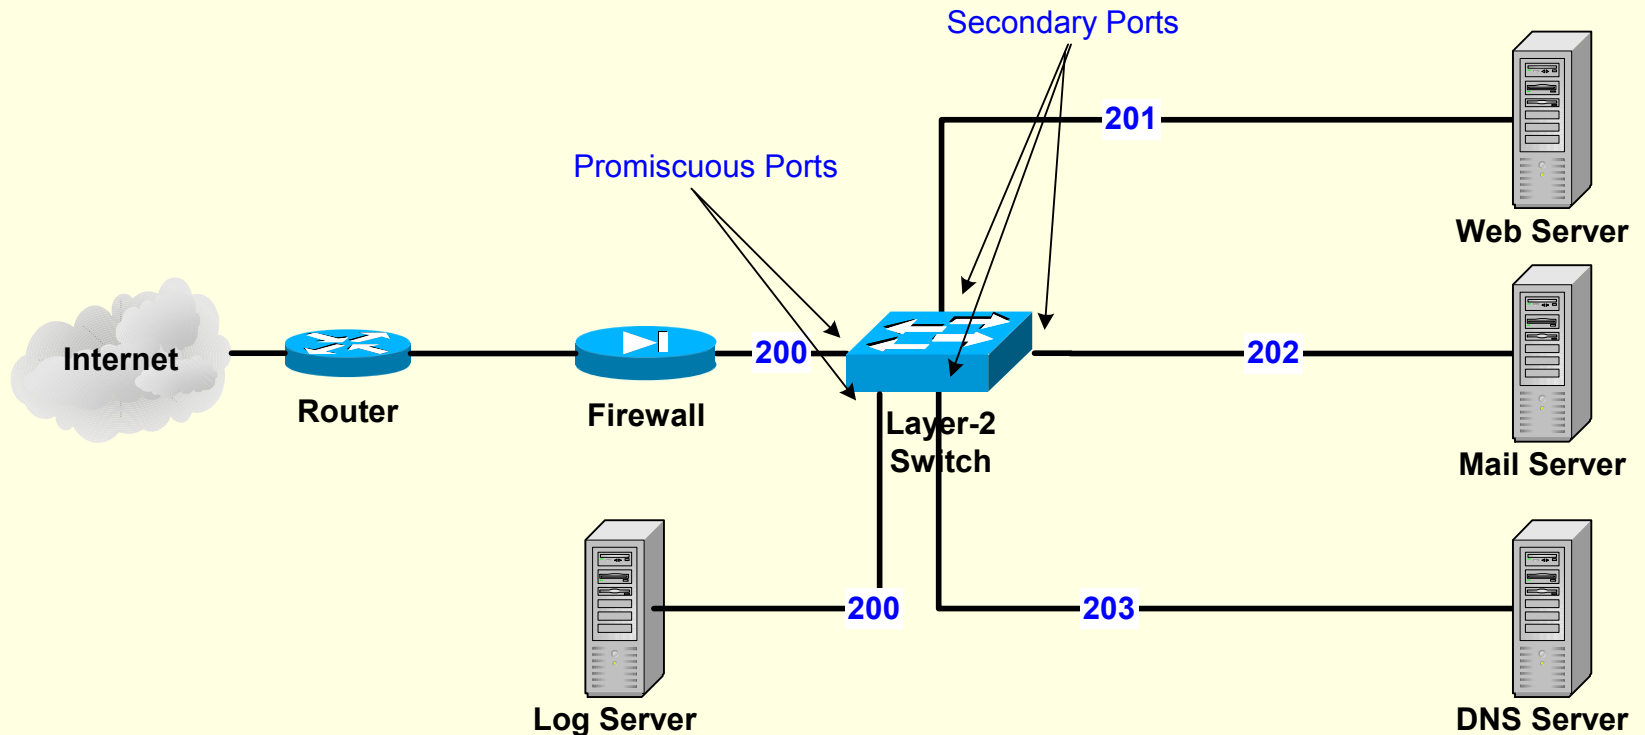 Secondary Ports
201
Promiscuous Ports
Web Server
Internet
200
202
Router
Firewall
Layer-2
Switch
Mail Server
200
203
Log Server
DNS Server